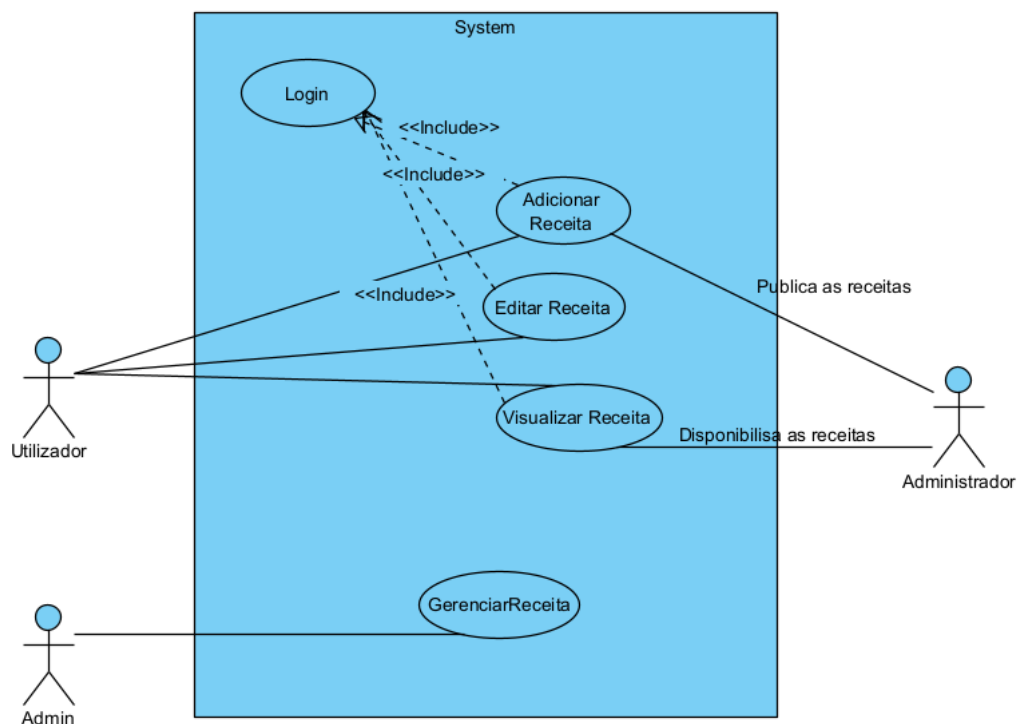 System
Login
<<Include>>
<<Include>>
Adicionar
Receita
Publica as receitas
<<Include>>
Editar Receita
Visualizar Receita
Disponibilisa as receitas
Utilizador
Administrador
GerenciarReceita
Admin